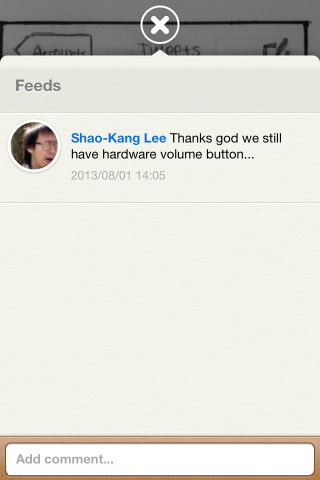 Accounts Tweets
Feeds
Shao-Kang Lee Thanks god we still
have hardware volume button...
2013/08/01 14:05
Add comment...